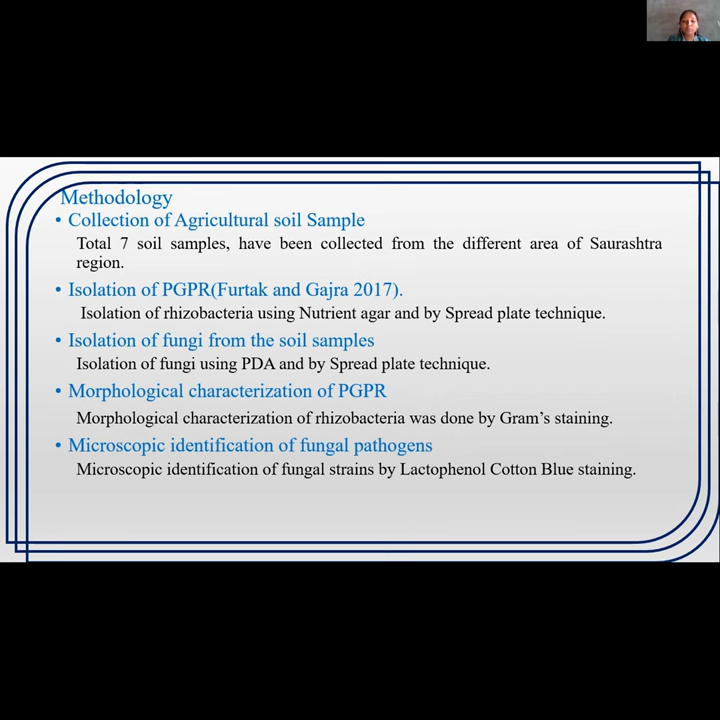 Methodology
• Collection of Agricultural soil Sample
Total 7 soil samples, have been collected from the different area of Saurashtra
region.
• Isolation of PGPR(Furtak and Gajra 2017).
Isolation of rhizobacteria using Nutrient agar and by Spread plate technique.
• Isolation of fungi from the soil samples
Isolation of fungi using PDA and by Spread plate technique.
• Morphological characterization of PGPR
Morphological characterization of rhizobacteria was done by Gram’s staining.
• Microscopic identification of fungal pathogens
Microscopic identification of fungal strains by Lactophenol Cotton Blue staining.